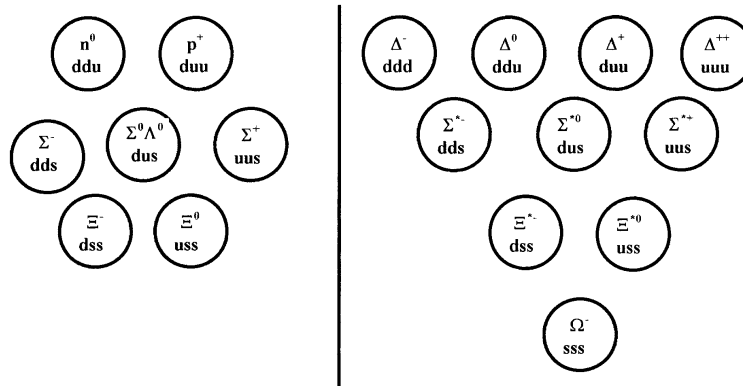 n⁰
ddu
p⁺
duu
Σ⁻
dds
Σ⁰Λ⁰
dus
Σ⁺
uus
Ξ⁻
dss
Ξ⁰
uss
Δ⁻
ddd
Δ⁰
ddu
Δ⁺
duu
Δ⁺⁺
uuu
Σ*⁻
dds
Σ*⁰
dus
Σ*⁺
uus
Ξ*⁻
dss
Ξ*⁰
uss
Ω⁻
sss